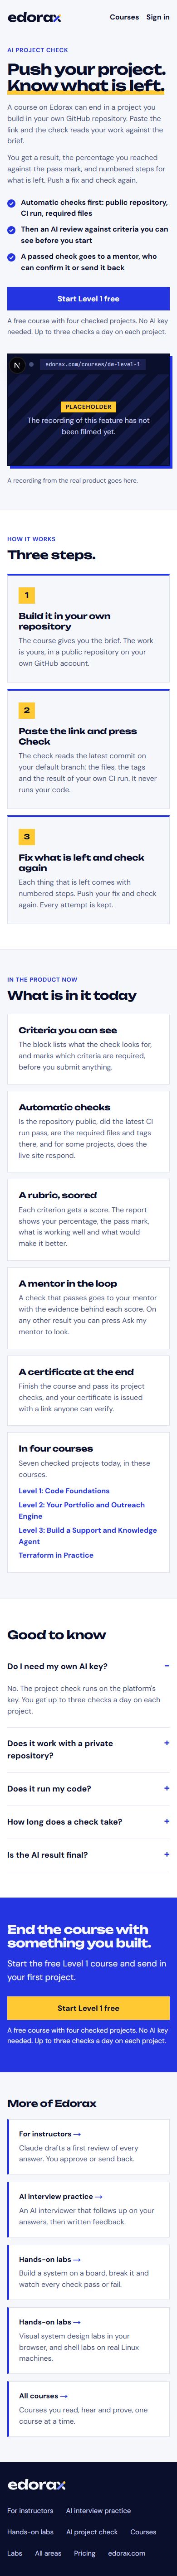 edorax
Courses Sign in
AI PROJECT CHECK
Push your project.
Know what is left.
A course on Edorax can end in a project you
build in your own GitHub repository. Paste the
link and the check reads your work against the
brief.
You get a result, the percentage you reached
against the pass mark, and numbered steps for
what is left. Push a fix and check again.
Automatic checks first: public repository,
CI run, required files
Then an AI review against criteria you can
see before you start
A passed check goes to a mentor, who
can confirm it or send it back
Start Level 1 free
A free course with four checked projects. No AI key
needed. Up to three checks a day on each project.
N
edorax.com/courses/dw-level-1
PLACEHOLDER
The recording of this feature has not
been filmed yet.
A recording from the real product goes here.
HOW IT WORKS
Three steps.
1
Build it in your own
repository
The course gives you the brief. The work
is yours, in a public repository on your
own GitHub account.
2
Paste the link and press
Check
The check reads the latest commit on
your default branch: the files, the tags
and the result of your own CI run. It never
runs your code.
3
Fix what is left and check
again
Each thing that is left comes with
numbered steps. Push your fix and check
again. Every attempt is kept.
IN THE PRODUCT NOW
What is in it today
Criteria you can see
The block lists what the check looks for,
and marks which criteria are required,
before you submit anything.
Automatic checks
Is the repository public, did the latest CI
run pass, are the required files and tags
there, and for some projects, does the
live site respond.
A rubric, scored
Each criterion gets a score. The report
shows your percentage, the pass mark,
what is working well and what would
make it better.
A mentor in the loop
A check that passes goes to your mentor
with the evidence behind each score. On
any other result you can press Ask my
mentor to look.
A certificate at the end
Finish the course and pass its project
checks, and your certificate is issued
with a link anyone can verify.
In four courses
Seven checked projects today, in these
courses.
Level 1: Code Foundations
Level 2: Your Portfolio and Outreach
Engine
Level 3: Build a Support and Knowledge
Agent
Terraform in Practice
Good to know
Do I need my own AI key? −
No. The project check runs on the platform's
key. You get up to three checks a day on each
project.
Does it work with a private
repository? +
Does it run my code? +
How long does a check take? +
Is the AI result final? +
End the course with
something you built.
Start the free Level 1 course and send in
your first project.
Start Level 1 free
A free course with four checked projects. No AI key
needed. Up to three checks a day on each project.
More of Edorax
For instructors →
Claude drafts a first review of every
answer. You approve or send back.
AI interview practice →
An AI interviewer that follows up on your
answers, then written feedback.
Hands-on labs →
Build a system on a board, break it and
watch every check pass or fail.
Hands-on labs →
Visual system design labs in your
browser, and shell labs on real Linux
machines.
All courses →
Courses you read, hear and prove, one
course at a time.
edorax
For instructors AI interview practice
Hands-on labs AI project check Courses
Labs All areas Pricing edorax.com